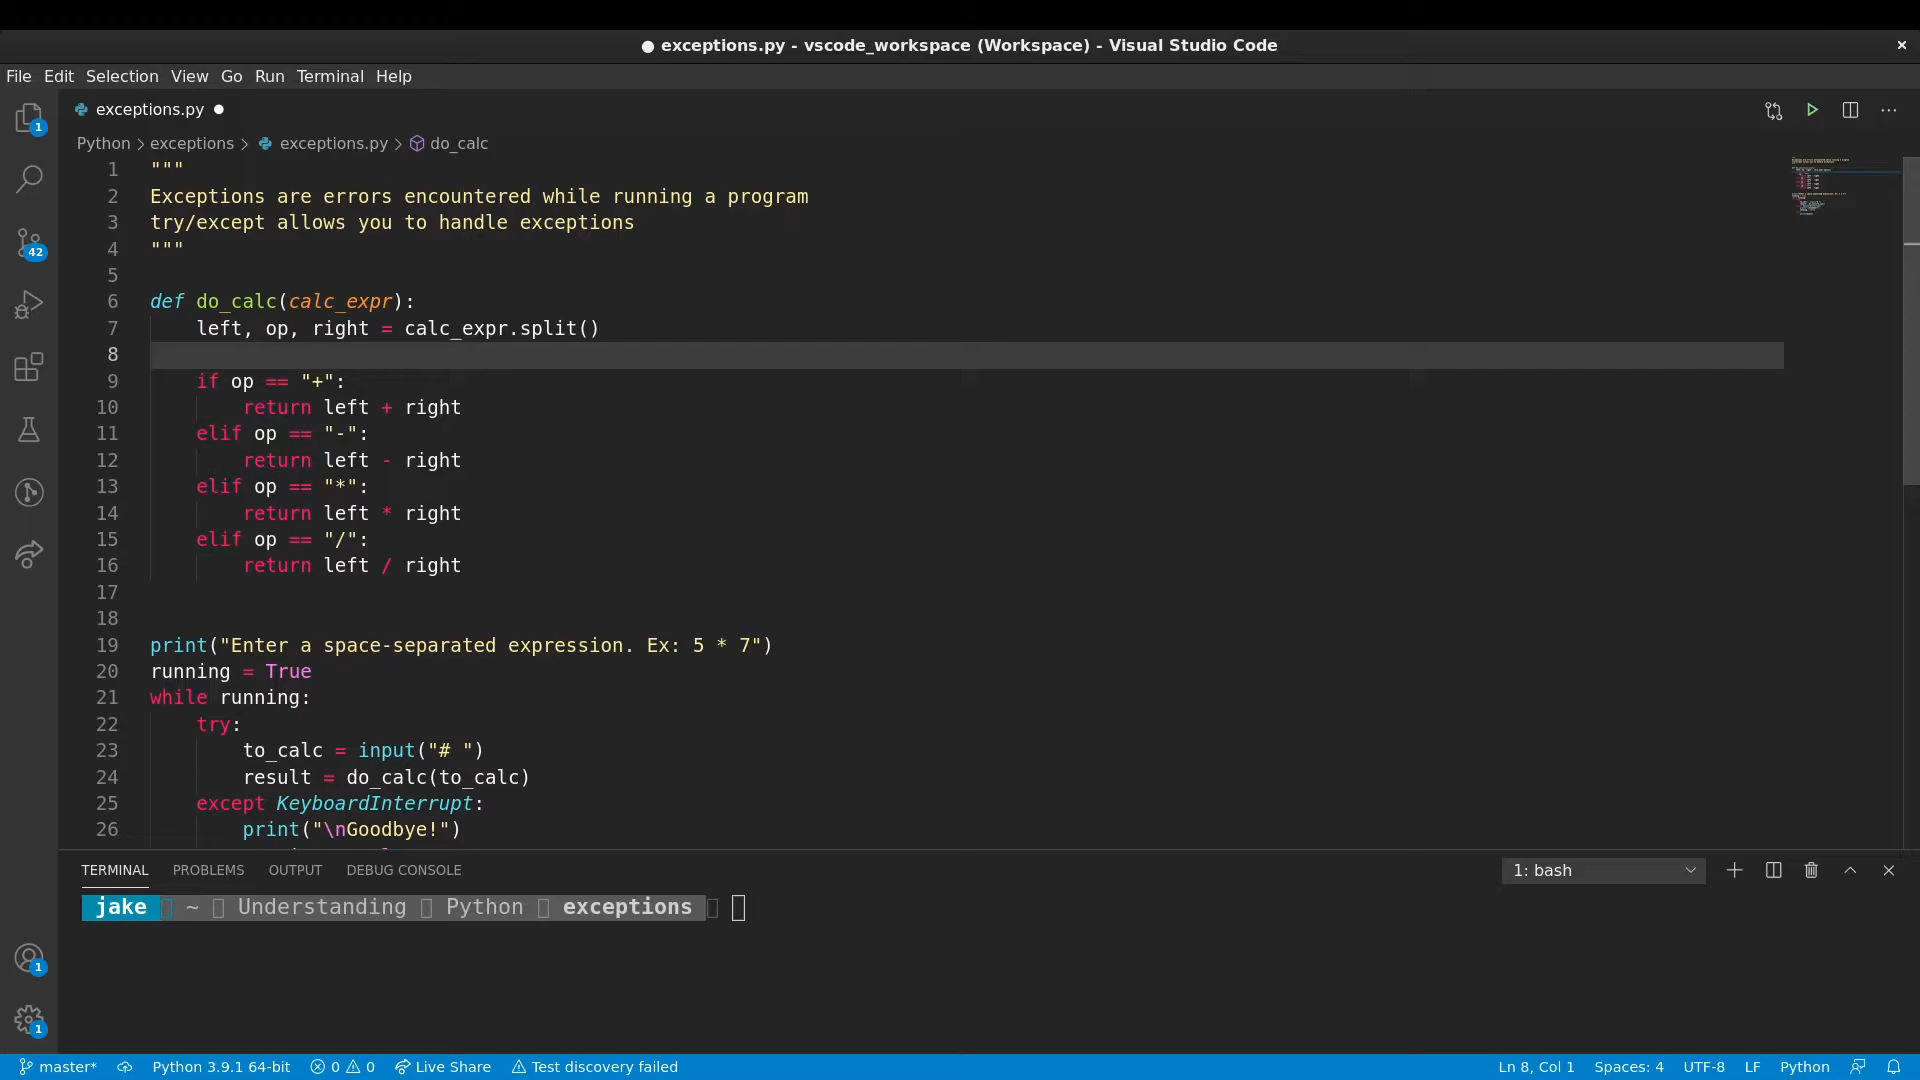 ● exceptions.py - vscode_workspace (Workspace) - Visual Studio Code
File Edit Selection View Go Run Terminal Help
exceptions.py ●
Python > exceptions > exceptions.py > do_calc
1 """
2 Exceptions are errors encountered while running a program
3 try/except allows you to handle exceptions
4 """
5
6 def do_calc(calc_expr):
7     left, op, right = calc_expr.split()
8
9     if op == "+":
10         return left + right
11     elif op == "-":
12         return left - right
13     elif op == "*":
14         return left * right
15     elif op == "/":
16         return left / right
17
18
19 print("Enter a space-separated expression. Ex: 5 * 7")
20 running = True
21 while running:
22     try:
23         to_calc = input("# ")
24         result = do_calc(to_calc)
25     except KeyboardInterrupt:
26         print("\nGoodbye!")
1
42
TERMINAL PROBLEMS OUTPUT DEBUG CONSOLE 1: bash
jake ~ Understanding Python exceptions
1
1
master* Python 3.9.1 64-bit 0 0 Live Share Test discovery failed Ln 8, Col 1 Spaces: 4 UTF-8 LF Python